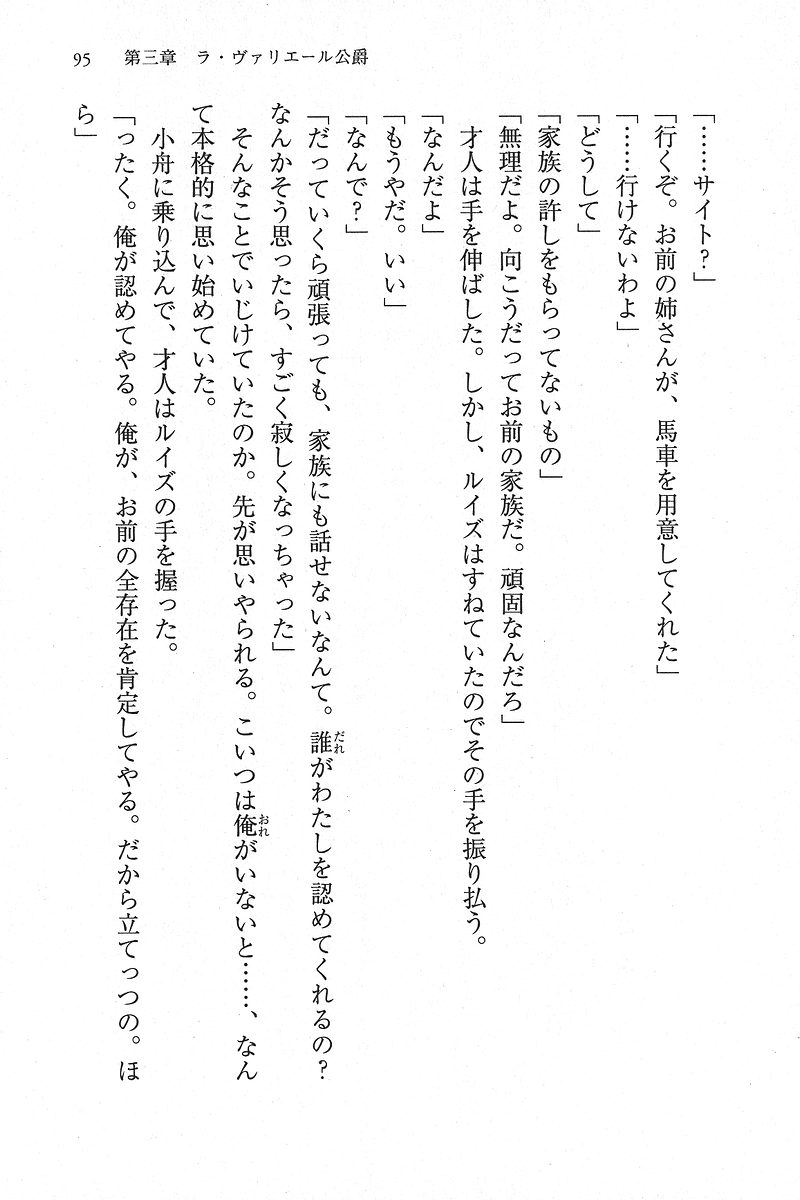 95　第三章　ラ・ヴァリエール公爵
「……サイト？」
「行くぞ。お前の姉さんが、馬車を用意してくれた」
「……行けないわよ」
「どうして」
「家族の許しをもらってないもの」
「無理だよ。向こうだってお前の家族だ。頑固なんだろ」
　才人は手を伸ばした。しかし、ルイズはすねていたのでその手を振り払う。
「なんだよ」
「もうやだ。いい」
「なんで？」
「だっていくら頑張っても、家族にも話せないなんて。誰がわたしを認めてくれるの？
なんかそう思ったら、すごく寂しくなっちゃった」
　そんなことでいじけていたのか。先が思いやられる。こいつは俺がいないと……、なん
て本格的に思い始めていた。
　小舟に乗り込んで、才人はルイズの手を握った。
「ったく。俺が認めてやる。俺が、お前の全存在を肯定してやる。だから立てっつの。ほ
ら」
だれ
おれ